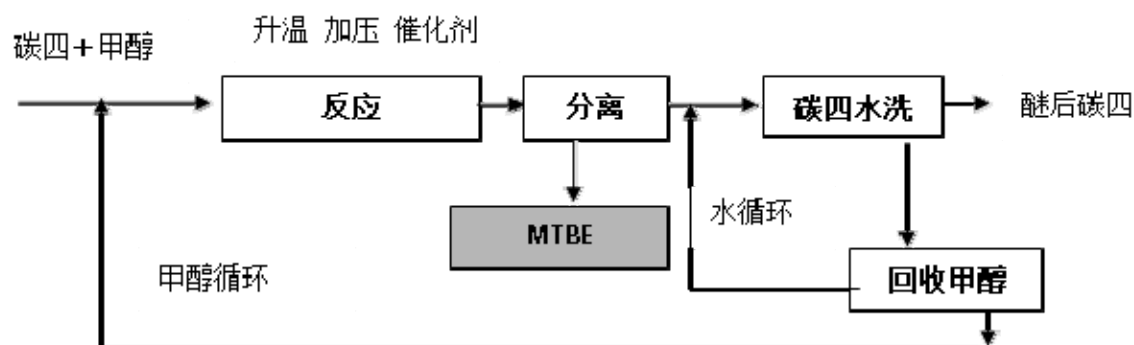 升温 加压 催化剂
碳四+甲醇
反应
分离
碳四水洗
醚后碳四
MTBE
水循环
甲醇循环
回收甲醇